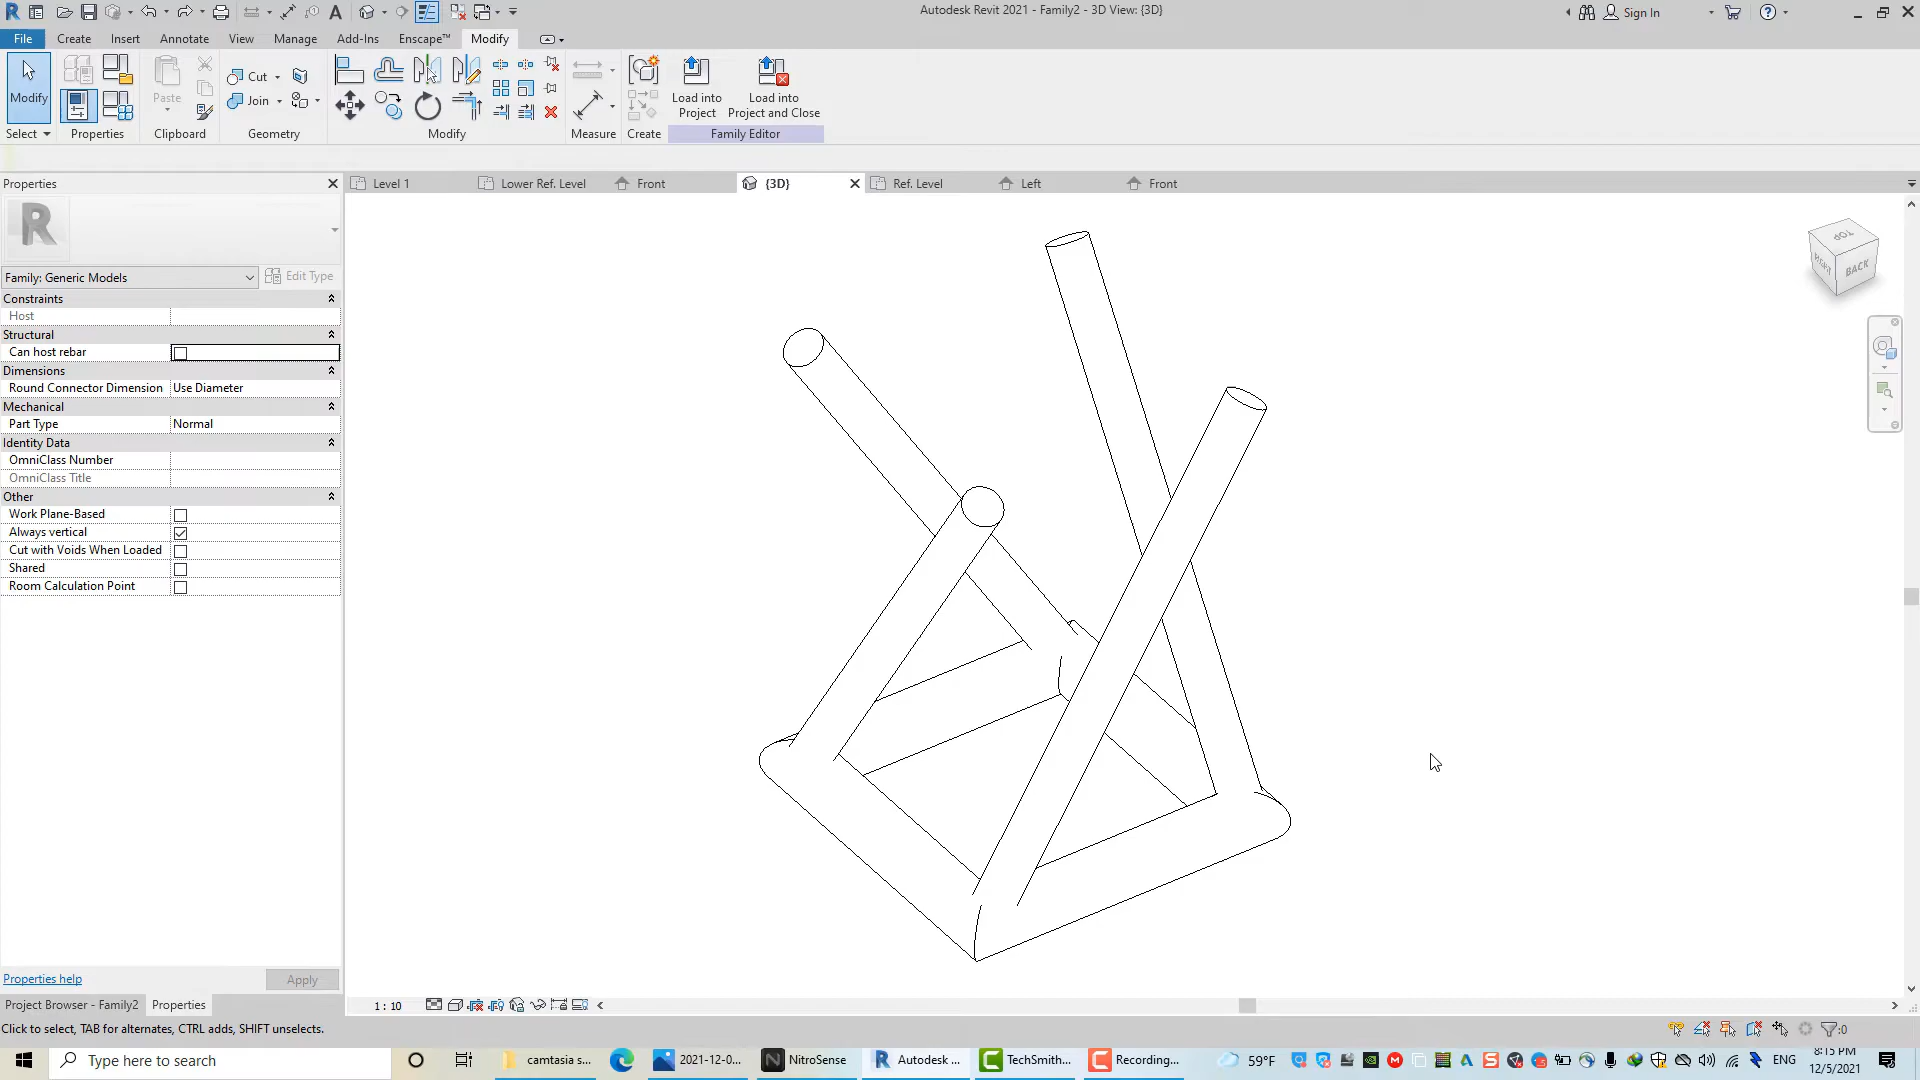 Autodesk Revit 2021 - Family2 - 3D View: {3D}
Sign In
File Create Insert Annotate View Manage Add-Ins Enscape™ Modify
Modify
Paste
Cut
Join
Load into Project
Load into Project and Close
Select Properties Clipboard Geometry Modify Measure Create Family Editor
Properties
Level 1 Lower Ref. Level Front {3D} Ref. Level Left Front
Family: Generic Models Edit Type
Constraints
Host
Structural
Can host rebar
Dimensions
Round Connector Dimension Use Diameter
Mechanical
Part Type Normal
Identity Data
OmniClass Number
OmniClass Title
Other
Work Plane-Based
Always vertical
Cut with Voids When Loaded
Shared
Room Calculation Point
TOP
RIGHT BACK
Properties help Apply
Project Browser - Family2 Properties
1 : 10
Click to select, TAB for alternates, CTRL adds, SHIFT unselects.
:0
Type here to search
camtasia s...
2021-12-0...
NitroSense
Autodesk ...
TechSmith...
Recording...
59°F
ENG
8:15 PM
12/5/2021